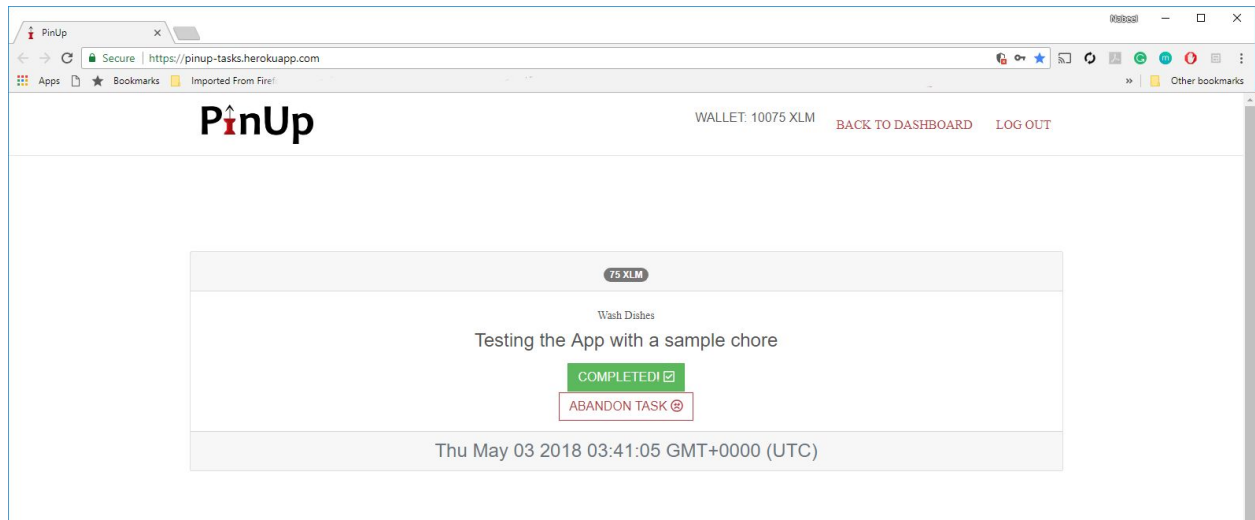 Nabeel
PinUp
Secure | https://pinup-tasks.herokuapp.com
Apps Bookmarks Imported From Firef
» Other bookmarks
PinUp WALLET: 10075 XLM BACK TO DASHBOARD LOG OUT
75 XLM
Wash Dishes
Testing the App with a sample chore
COMPLETED!
ABANDON TASK
Thu May 03 2018 03:41:05 GMT+0000 (UTC)